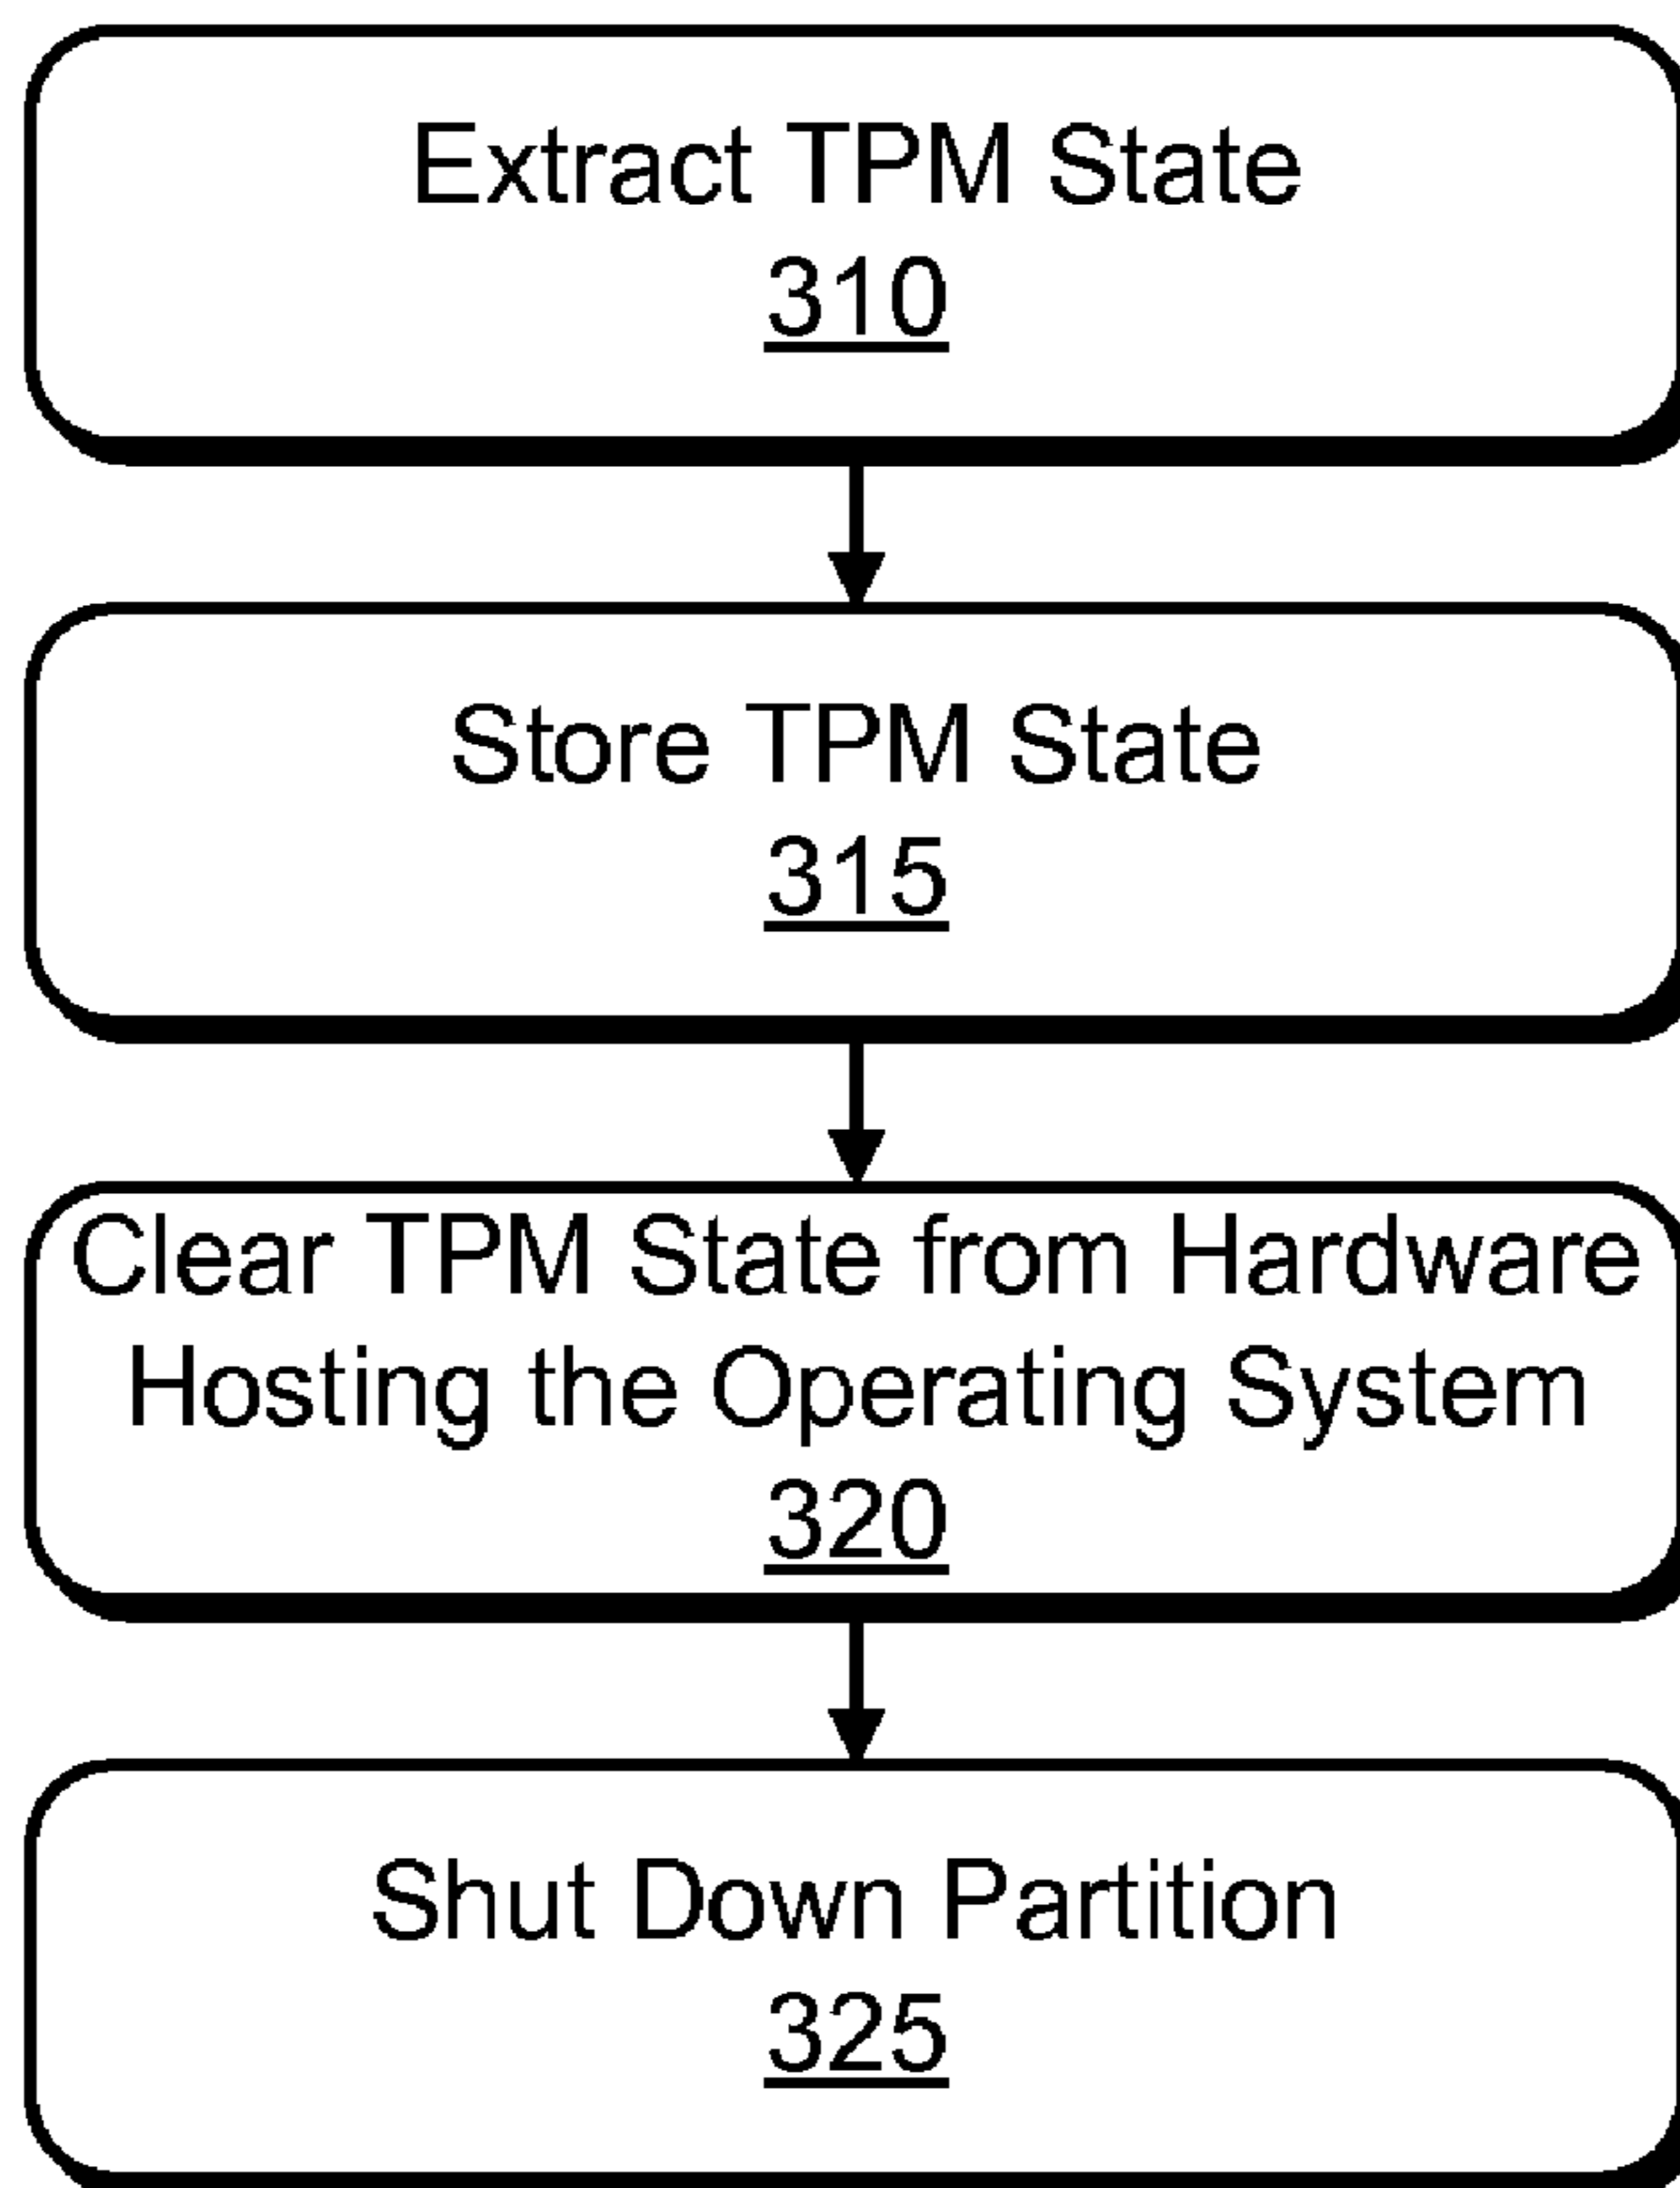 Extract TPM State
310
Store TPM State
315
Clear TPM State from Hardware
Hosting the Operating System
320
Shut Down Partition
325